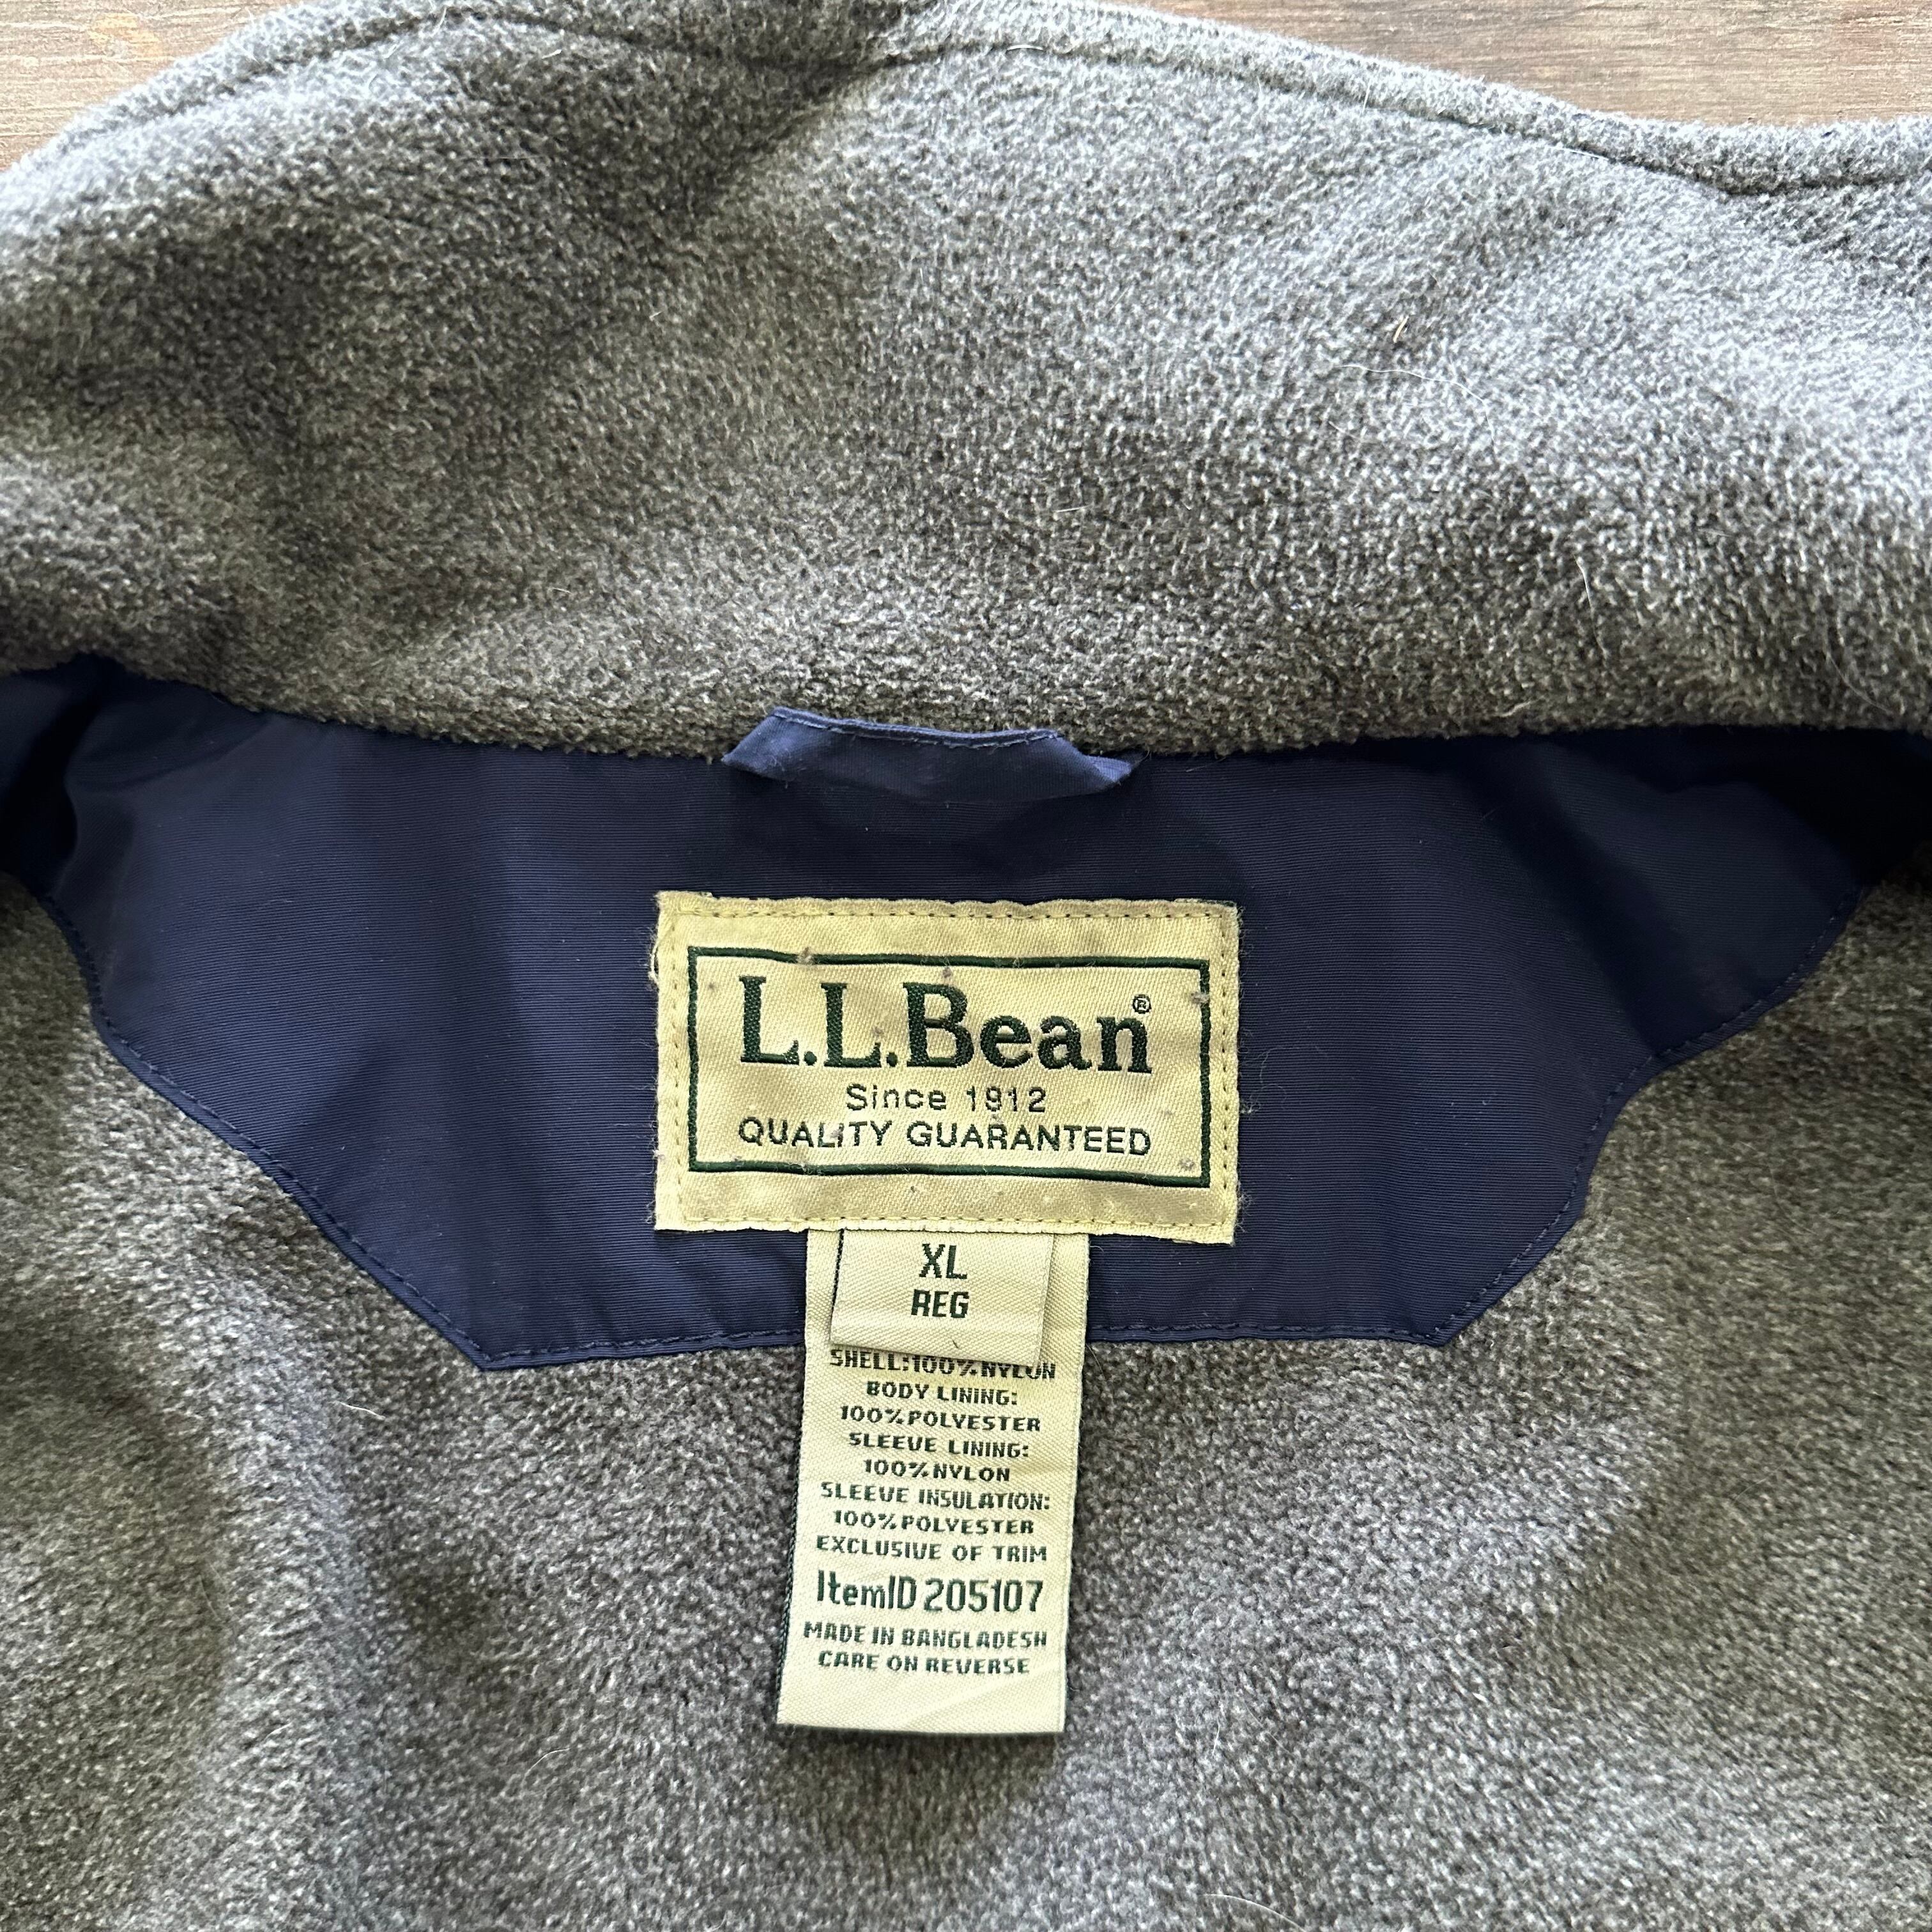 L.L.Bean®
Since 1912
QUALITY GUARANTEED
XL
REG
SHELL:100%NYLON
BODY LINING:
100%POLYESTER
SLEEVE LINING:
100%NYLON
SLEEVE INSULATION:
100%POLYESTER
EXCLUSIVE OF TRIM
ItemID 205107
MADE IN BANGLADESH
CARE ON REVERSE